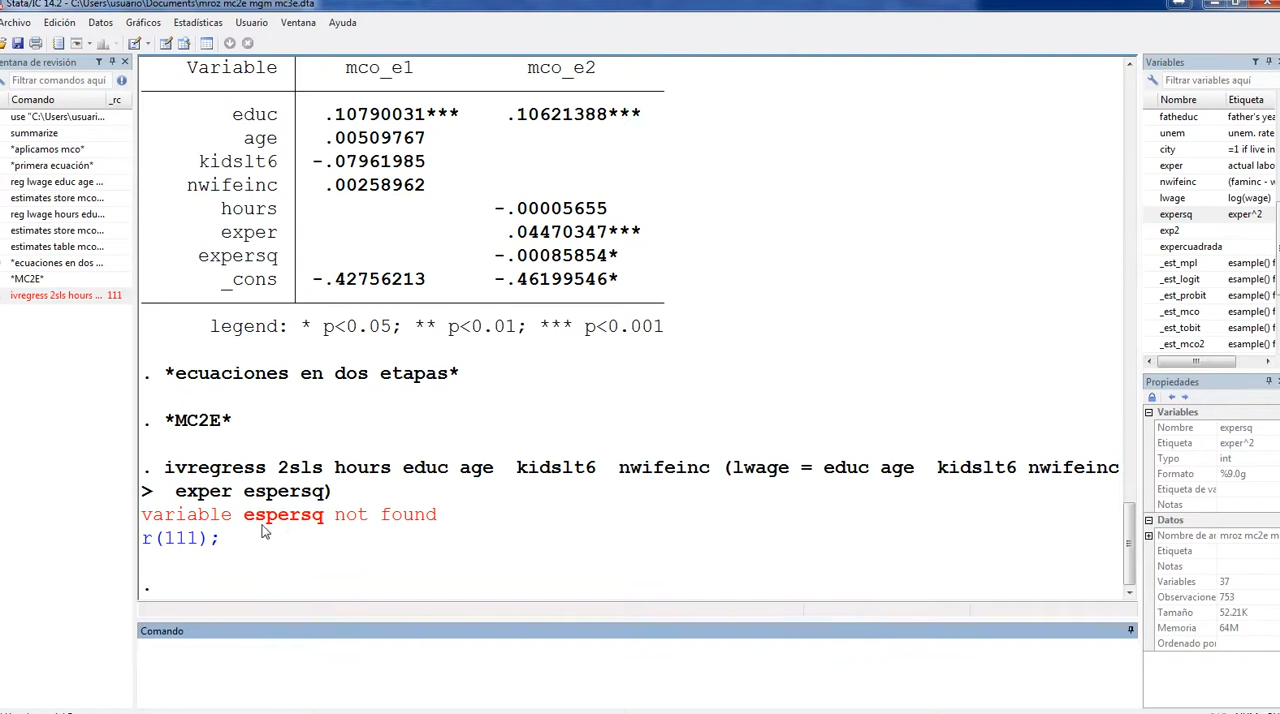 Stata/IC 14.2 - C:\Users\usuario\Documents\mroz mc2e mgm mc3e.dta
Archivo Edición Datos Gráficos Estadísticas Usuario Ventana Ayuda
Ventana de revisión
Filtrar comandos aquí
Comando _rc
use "C:\Users\usuari...
summarize
*aplicamos mco*
*primera ecuación*
reg lwage educ age ...
estimates store mco...
reg lwage hours edu...
estimates store mco...
estimates table mco...
*ecuaciones en dos ...
*MC2E*
ivregress 2sls hours ... 111
Variable mco_e1 mco_e2
educ .10790031*** .10621388***
age .00509767
kidslt6 -.07961985
nwifeinc .00258962
hours -.00005655
exper .04470347***
expersq -.00085854*
_cons -.42756213 -.46199546*
legend: * p<0.05; ** p<0.01; *** p<0.001
. *ecuaciones en dos etapas*
. *MC2E*
. ivregress 2sls hours educ age kidslt6 nwifeinc (lwage = educ age kidslt6 nwifeinc
> exper espersq)
variable espersq not found
r(111);
.
Comando
Variables
Filtrar variables aquí
Nombre Etiqueta
fatheduc father's yea
unem unem. rate
city =1 if live in
exper actual labo
nwifeinc (faminc - w
lwage log(wage)
expersq exper^2
exp2
expercuadrada
_est_mpl esample() f
_est_logit esample() f
_est_probit esample() f
_est_mco esample() f
_est_tobit esample() f
_est_mco2 esample() f
Propiedades
Variables
Nombre expersq
Etiqueta exper^2
Tipo int
Formato %9.0g
Etiqueta de va
Notas
Datos
Nombre de ar mroz mc2e m
Etiqueta
Notas
Variables 37
Observacione 753
Tamaño 52.21K
Memoria 64M
Ordenado por